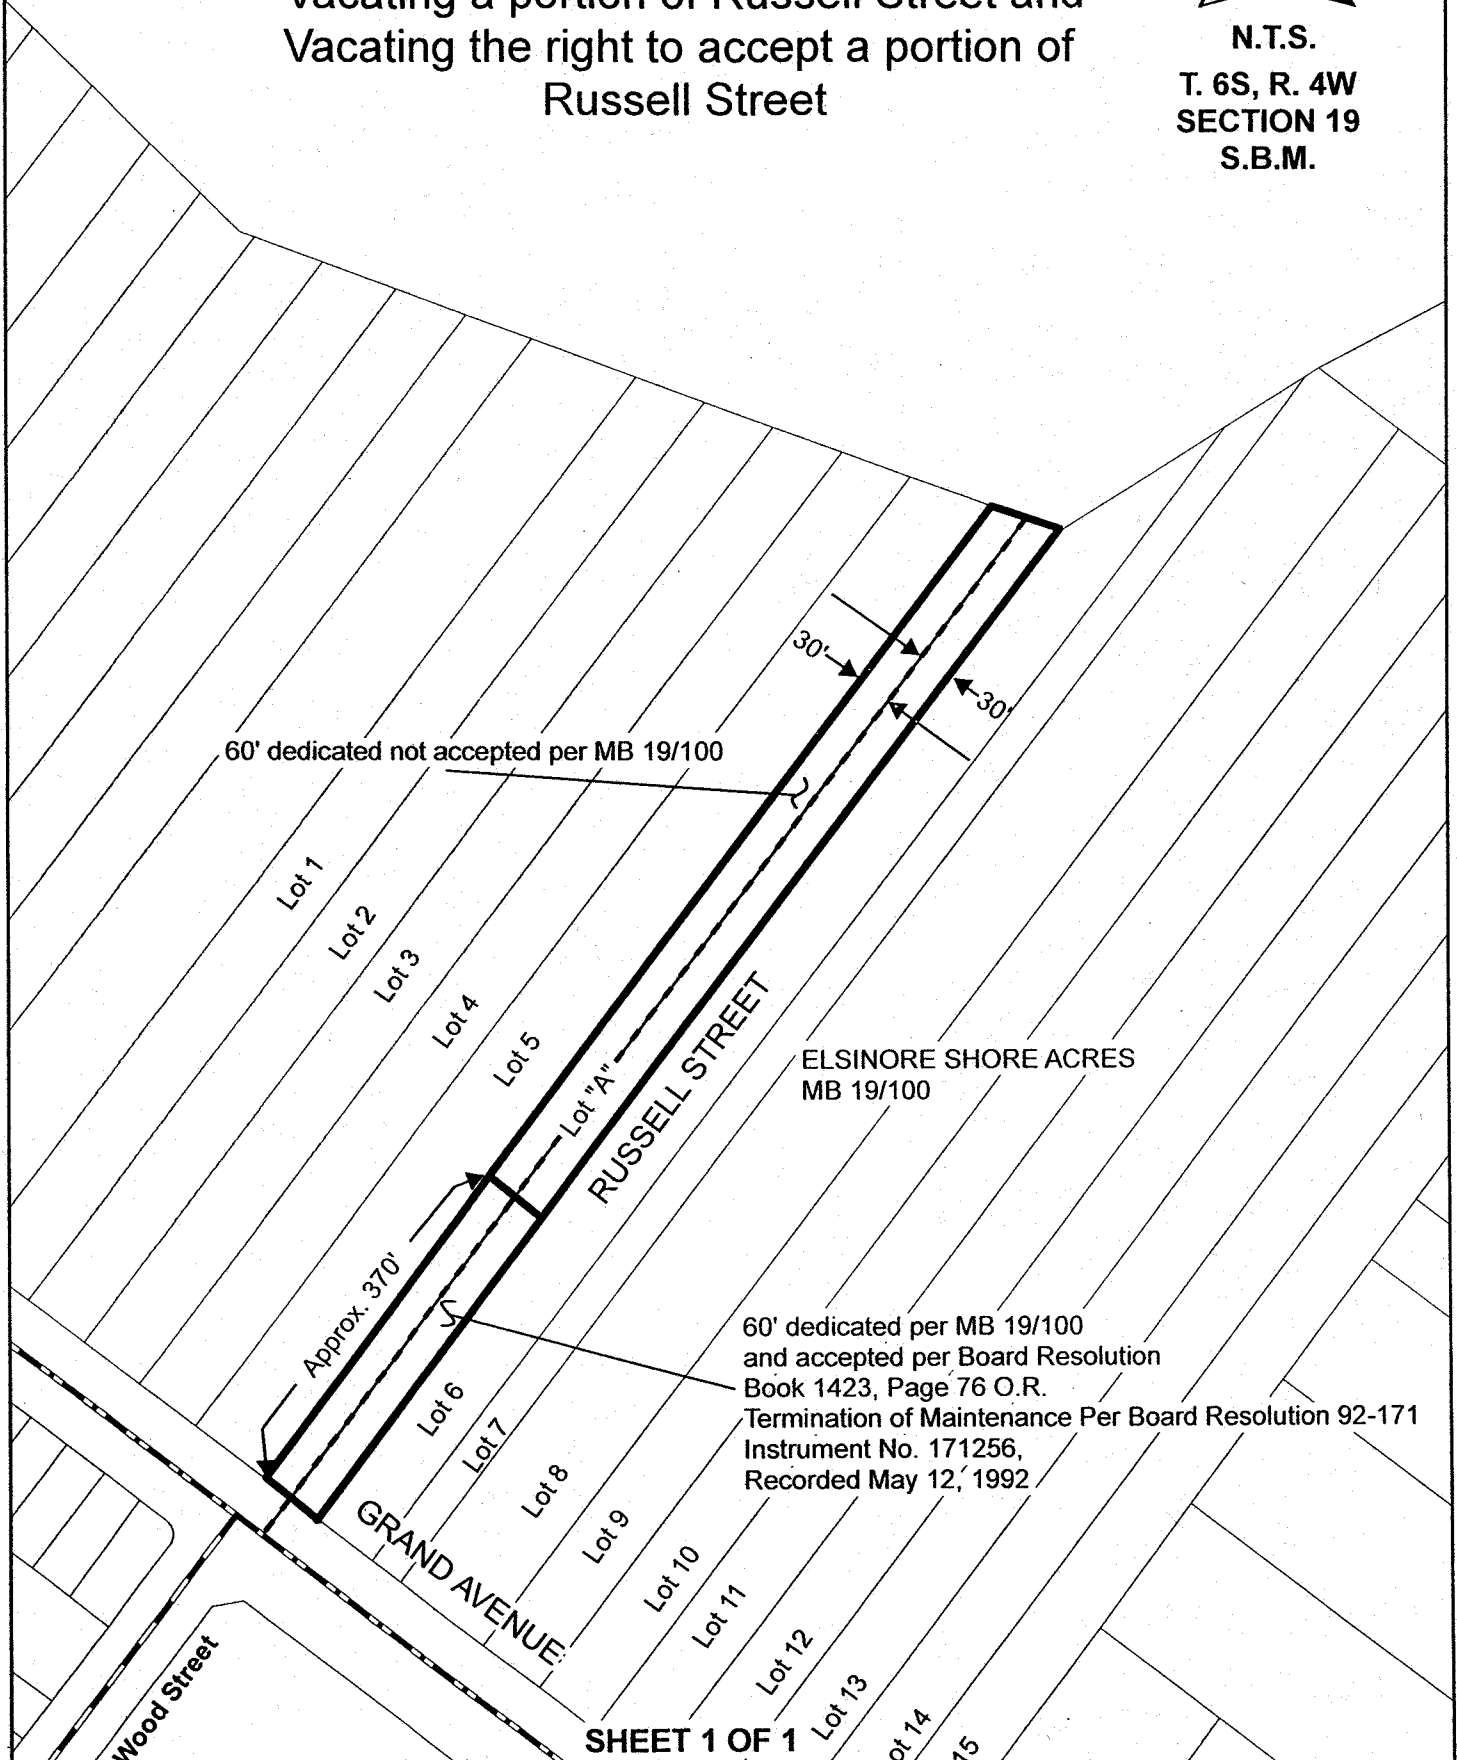 Vacating a portion of Russell Street and
Vacating the right to accept a portion of
Russell Street
N.T.S.
T. 6S, R. 4W
SECTION 19
S.B.M.
30'
30'
60' dedicated not accepted per MB 19/100
Lot 1
Lot 2
Lot 3
Lot 4
Lot 5
Lot "A"
RUSSELL STREET
ELSINORE SHORE ACRES
MB 19/100
Approx. 370'
60' dedicated per MB 19/100
and accepted per Board Resolution
Book 1423, Page 76 O.R.
Termination of Maintenance Per Board Resolution 92-171
Instrument No. 171256,
Recorded May 12, 1992
Lot 6
Lot 7
Lot 8
Lot 9
Lot 10
Lot 11
Lot 12
Lot 13
ot 14
15
GRAND AVENUE
Wood Street
SHEET 1 OF 1